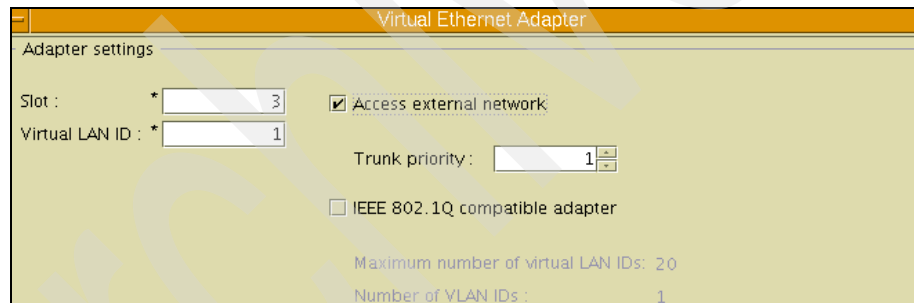 Virtual Ethernet Adapter
Adapter settings
Slot : * 3
Access external network
Virtual LAN ID : * 1
Trunk priority : 1
IEEE 802.1Q compatible adapter
Maximum number of virtual LAN IDs: 20
Number of VLAN IDs : 1